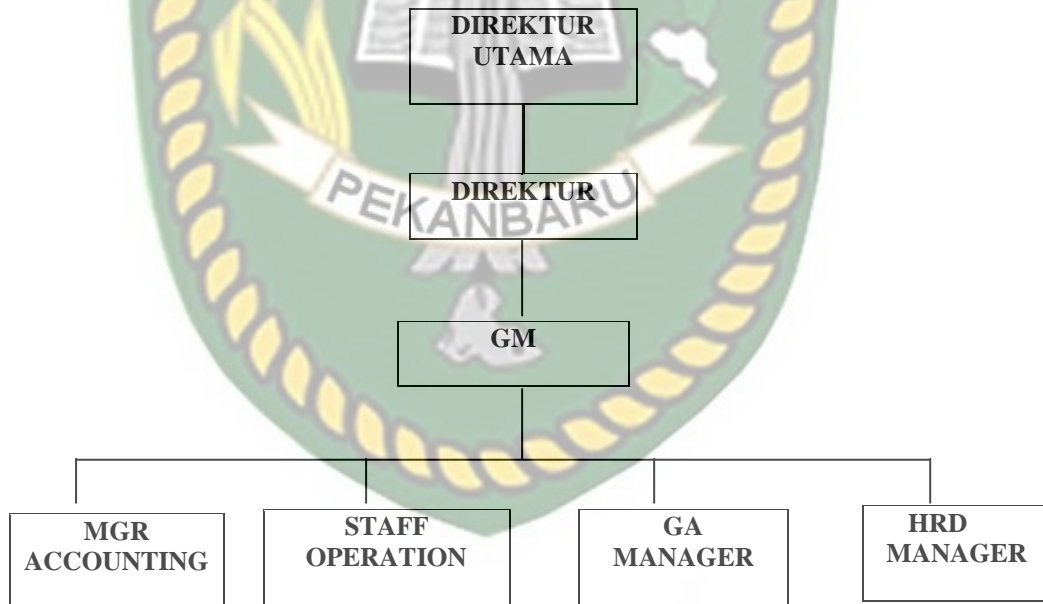 DIREKTUR
UTAMA
DIREKTUR
PEKANBARU
GM
MGR
ACCOUNTING
STAFF
OPERATION
GA
MANAGER
HRD
MANAGER